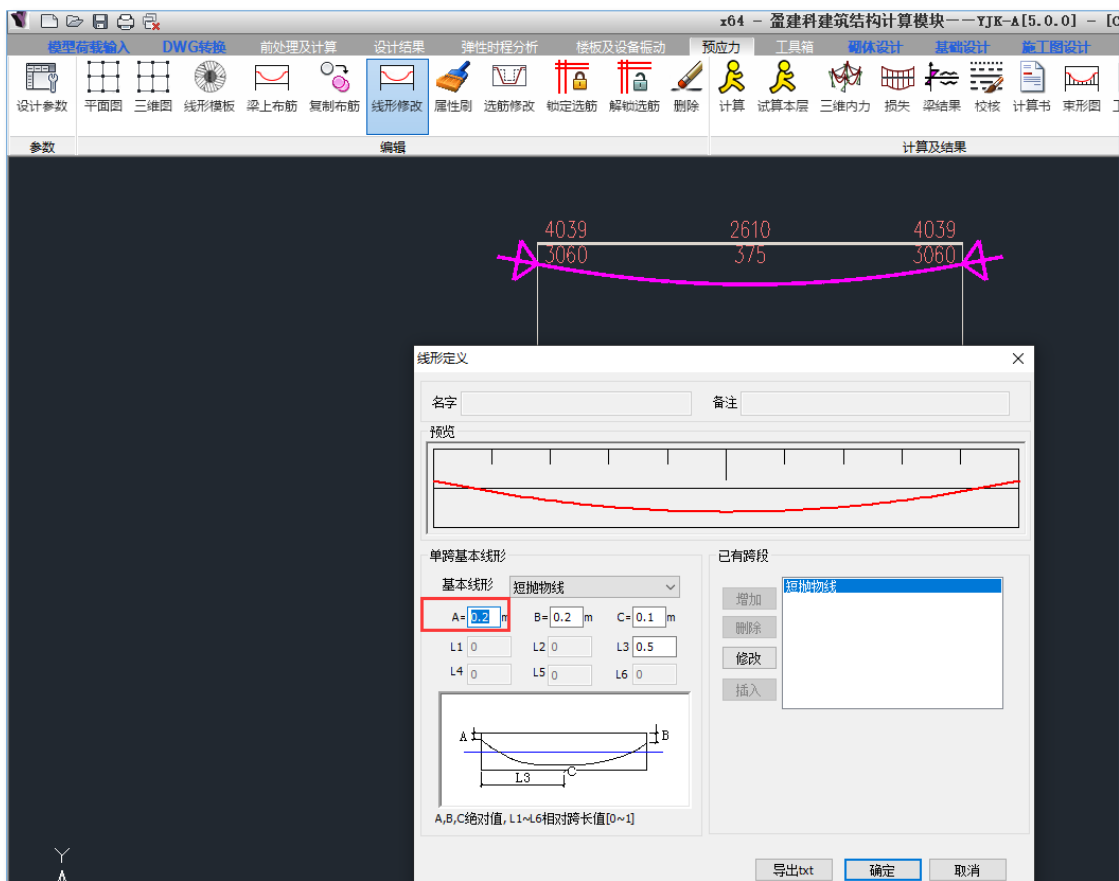 x64 - 盈建科建筑结构计算模块——YJK-A[5.0.0] - [C
模型荷载输入 DWG转换 前处理及计算 设计结果 弹性时程分析 楼板及设备振动 预应力 工具箱 砌体设计 基础设计 施工图设计
设计参数 平面图 三维图 线形模板 梁上布筋 复制布筋 线形修改 属性刷 选筋修改 锁定选筋 解锁选筋 删除 计算 试算本层 三维内力 损失 梁结果 校核 计算书 束形图
参数 编辑 计算及结果
4039 2610 4039
3060 375 3060
线形定义
名字 备注
预览
单跨基本线形 已有跨段
基本线形 短抛物线 短抛物线
A= 0.2 m B= 0.2 m C= 0.1 m 增加
L1 0 L2 0 L3 0.5 删除
L4 0 L5 0 L6 0 修改
插入
A B
L3 C
A,B,C绝对值, L1~L6相对跨长值[0~1]
导出txt 确定 取消
Y